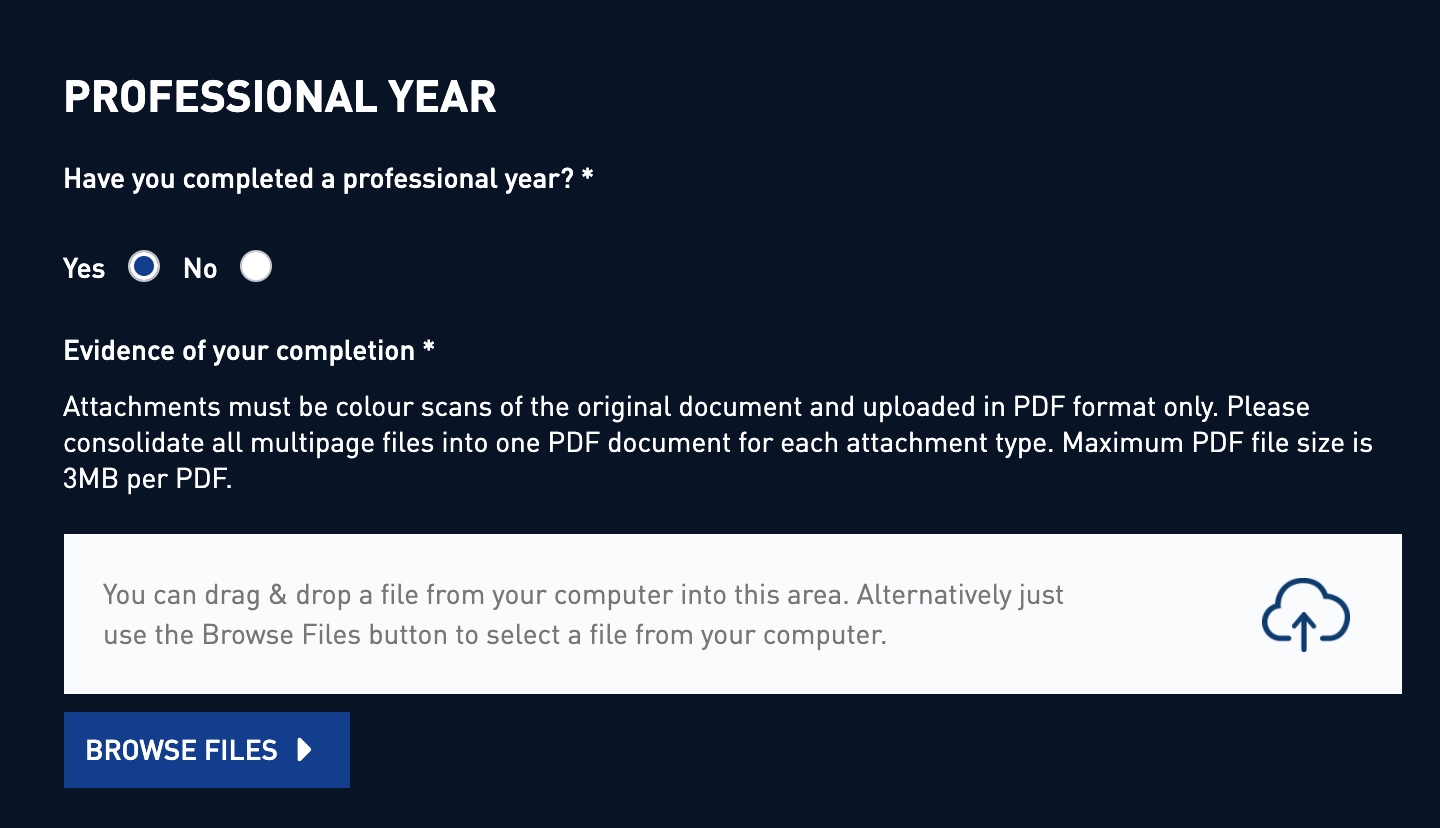 PROFESSIONAL YEAR
Have you completed a professional year? *
Yes No
Evidence of your completion *
Attachments must be colour scans of the original document and uploaded in PDF format only. Please
consolidate all multipage files into one PDF document for each attachment type. Maximum PDF file size is
3MB per PDF.
You can drag & drop a file from your computer into this area. Alternatively just
use the Browse Files button to select a file from your computer.
BROWSE FILES